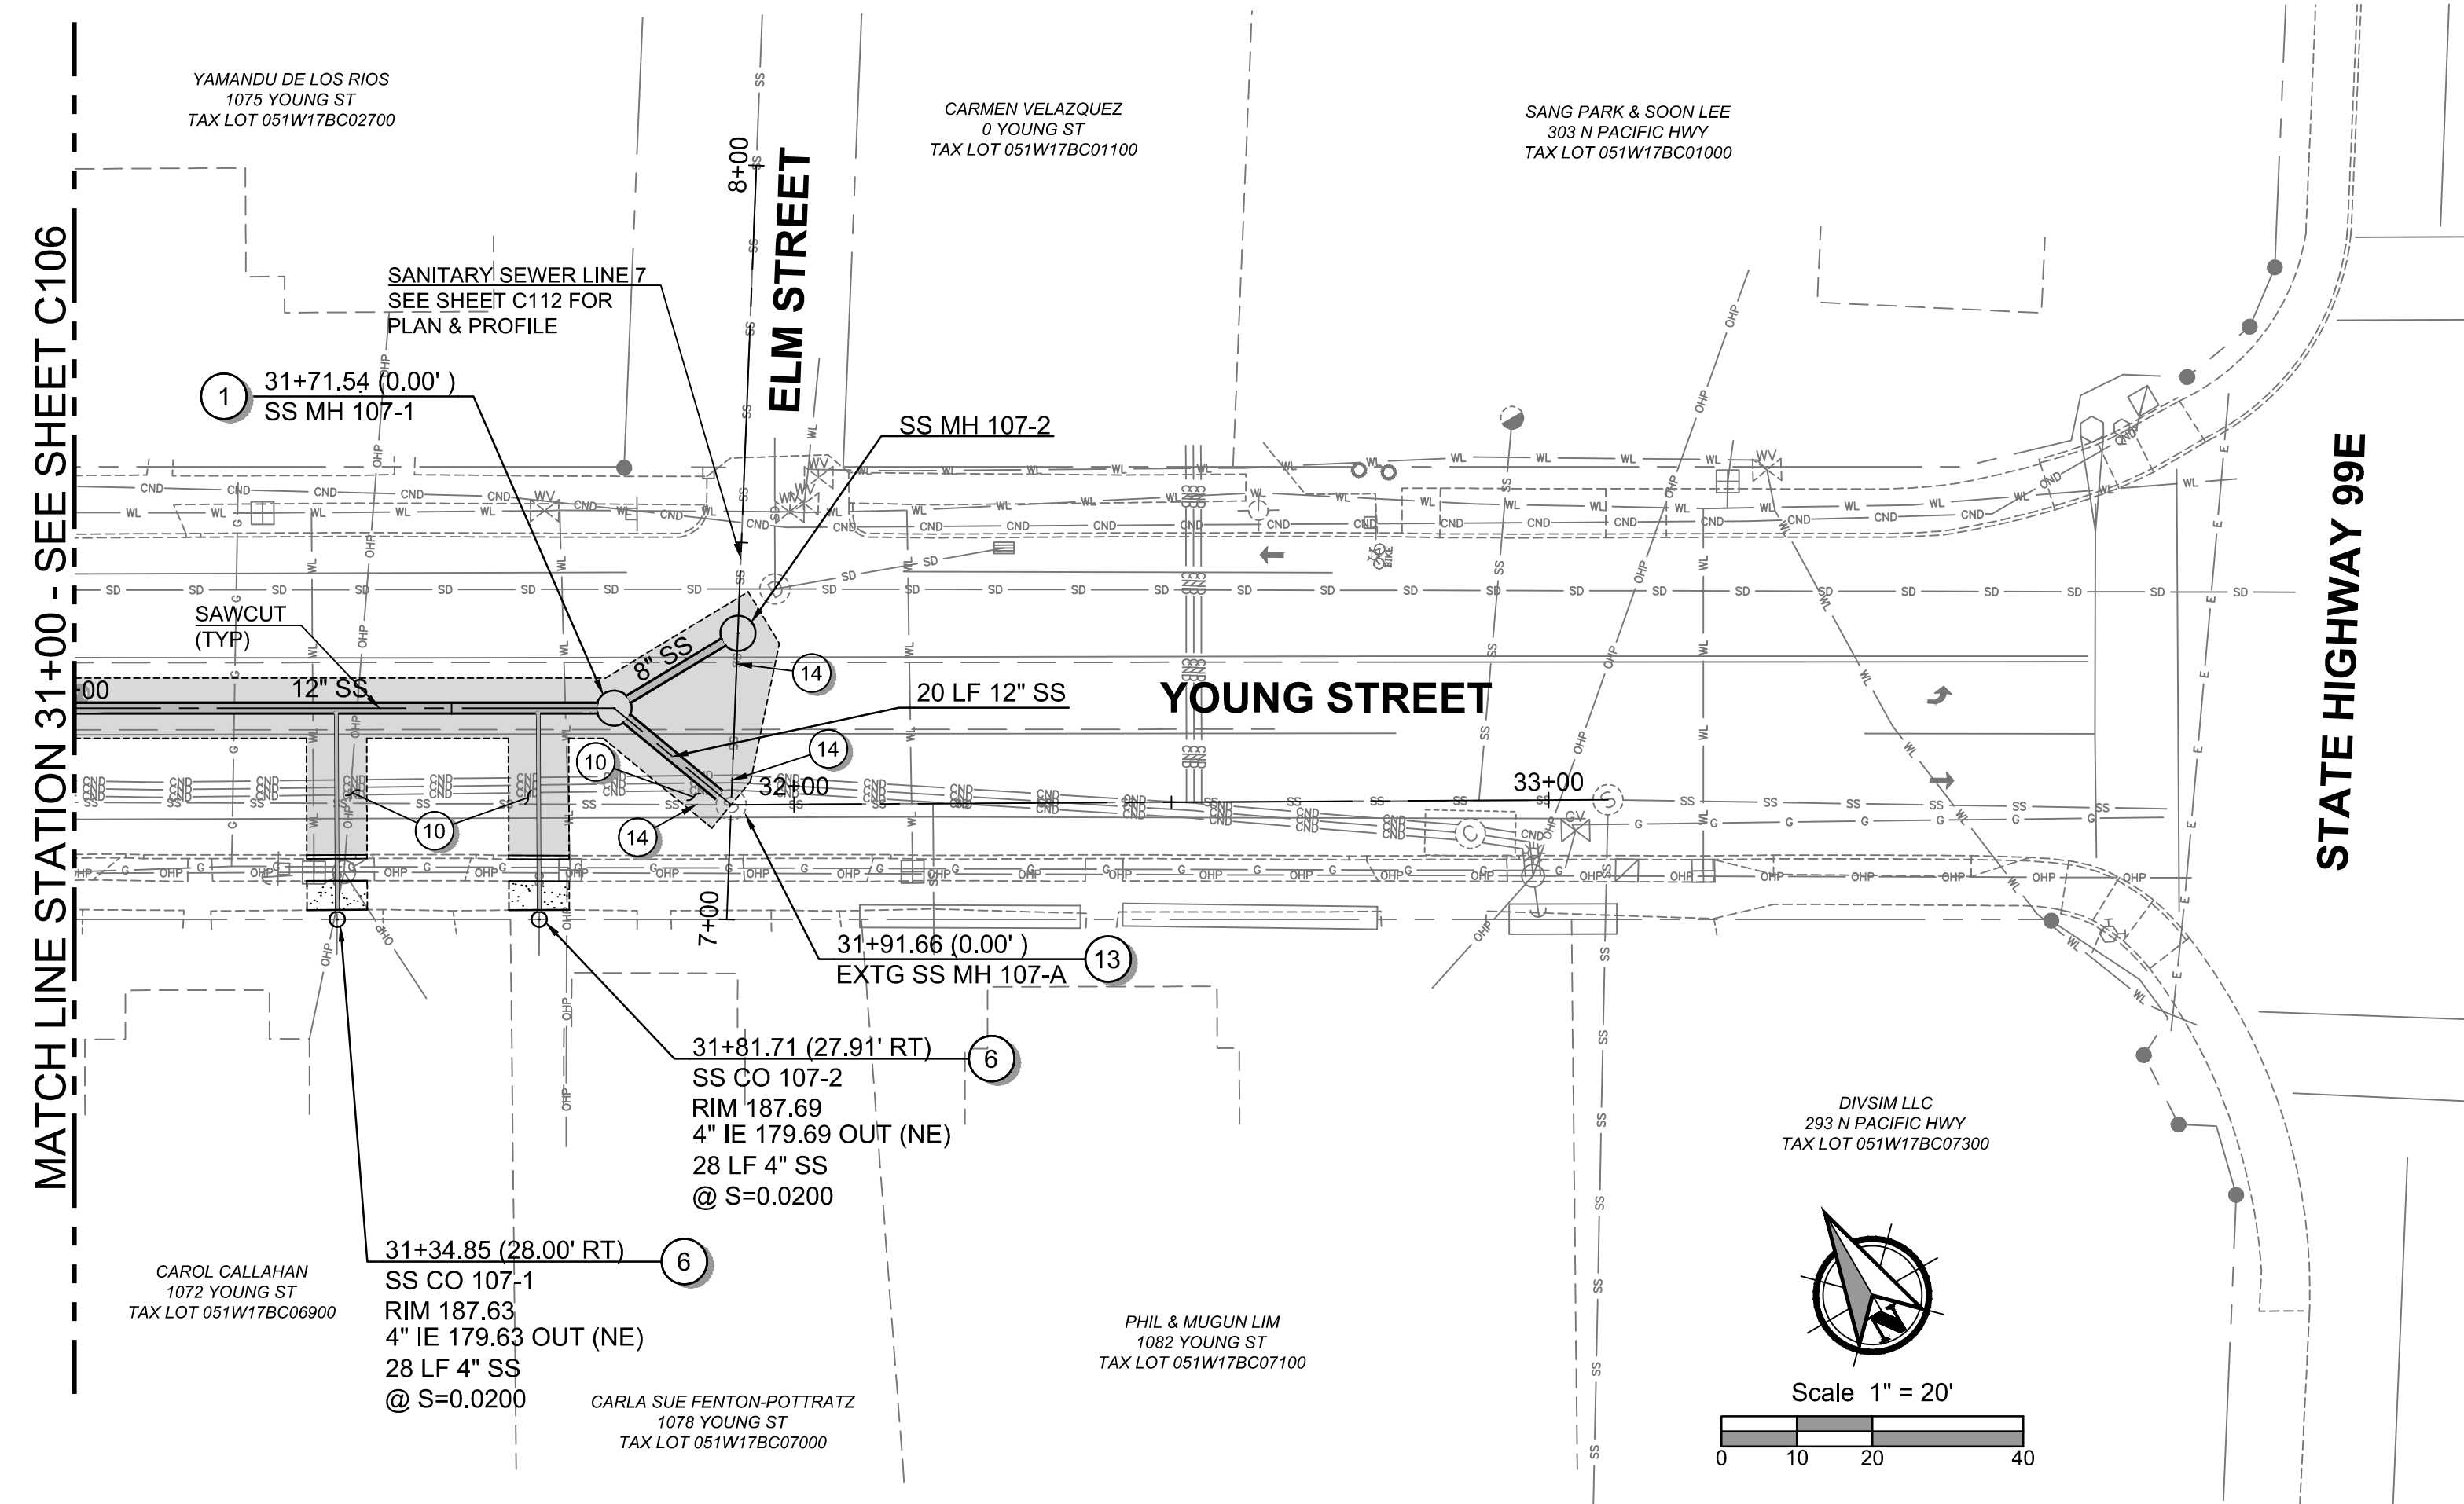 MATCH LINE STATION 31+00 - SEE SHEET C106
YAMANDU DE LOS RIOS
1075 YOUNG ST
TAX LOT 051W17BC02700
CARMEN VELAZQUEZ
0 YOUNG ST
TAX LOT 051W17BC01100
SANG PARK & SOON LEE
303 N PACIFIC HWY
TAX LOT 051W17BC01000
8+00
ELM STREET
SANITARY SEWER LINE 7
SEE SHEET C112 FOR
PLAN & PROFILE
1
31+71.54 (0.00' )
SS MH 107-1
SS MH 107-2
SAWCUT
(TYP)
8" SS
12" SS
14
20 LF 12" SS
YOUNG STREET
STATE HIGHWAY 99E
BIKE
14
10
32+00
33+00
10
14
7+00
31+91.66 (0.00' )
EXTG SS MH 107-A
13
31+81.71 (27.91' RT)
6
SS CO 107-2
RIM 187.69
4" IE 179.69 OUT (NE)
28 LF 4" SS
@ S=0.0200
31+34.85 (28.00' RT)
6
SS CO 107-1
RIM 187.63
4" IE 179.63 OUT (NE)
28 LF 4" SS
@ S=0.0200
CAROL CALLAHAN
1072 YOUNG ST
TAX LOT 051W17BC06900
CARLA SUE FENTON-POTTRATZ
1078 YOUNG ST
TAX LOT 051W17BC07000
PHIL & MUGUN LIM
1082 YOUNG ST
TAX LOT 051W17BC07100
DIVSIM LLC
293 N PACIFIC HWY
TAX LOT 051W17BC07300
N
Scale 1" = 20'
0 10 20 40